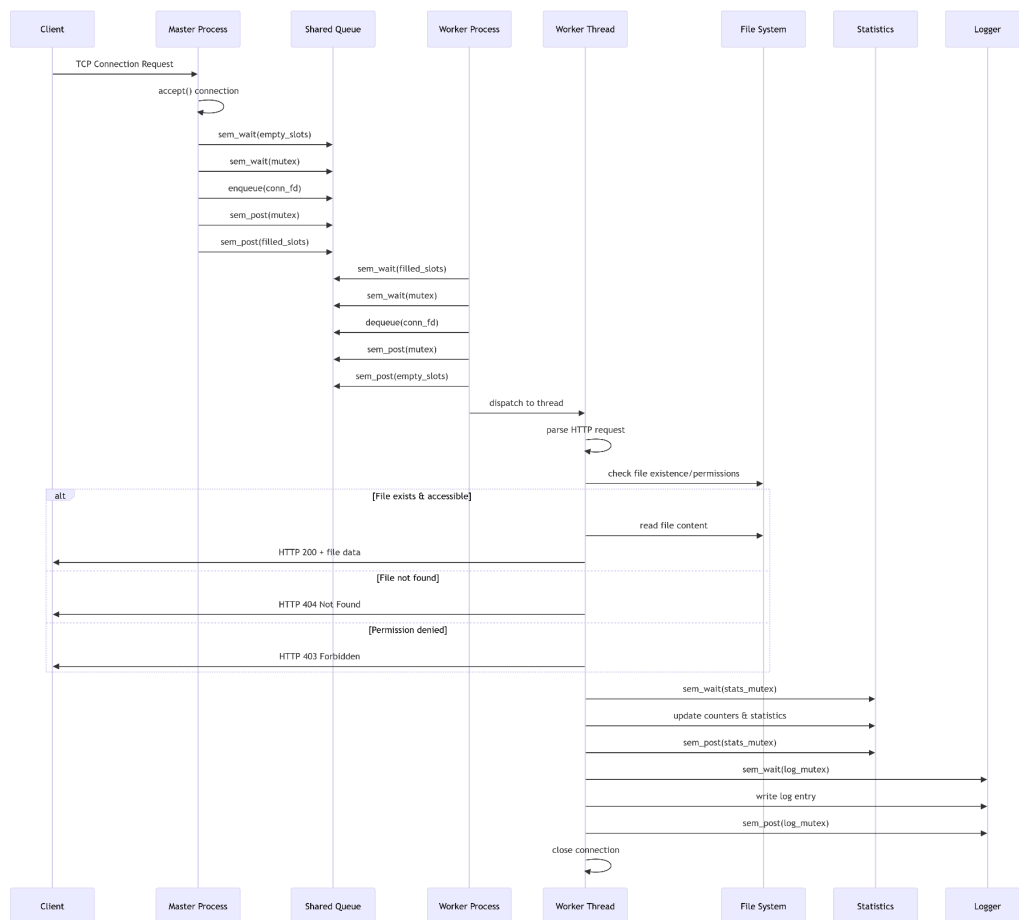 Client Master Process Shared Queue Worker Process Worker Thread File System Statistics Logger
TCP Connection Request
accept() connection
sem_wait(empty_slots)
sem_wait(mutex)
enqueue(conn_fd)
sem_post(mutex)
sem_post(filled_slots)
sem_wait(filled_slots)
sem_wait(mutex)
dequeue(conn_fd)
sem_post(mutex)
sem_post(empty_slots)
dispatch to thread
parse HTTP request
check file existence/permissions
alt [File exists & accessible]
read file content
HTTP 200 + file data
[File not found]
HTTP 404 Not Found
[Permission denied]
HTTP 403 Forbidden
sem_wait(stats_mutex)
update counters & statistics
sem_post(stats_mutex)
sem_wait(log_mutex)
write log entry
sem_post(log_mutex)
close connection
Client Master Process Shared Queue Worker Process Worker Thread File System Statistics Logger